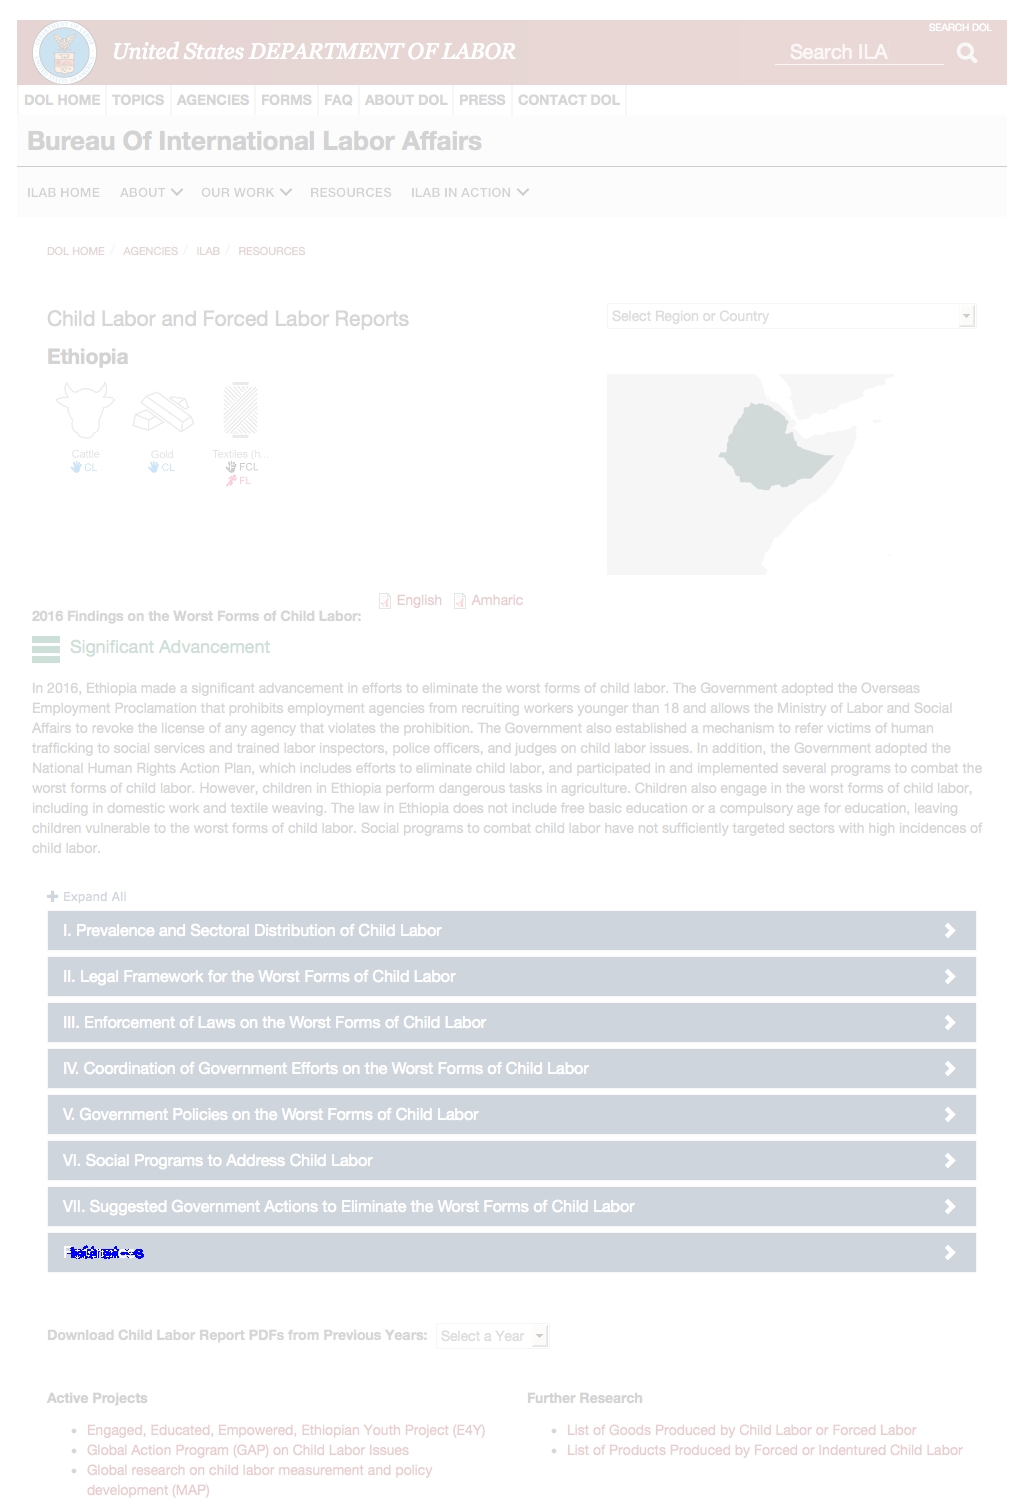 SEARCH DOL
United States DEPARTMENT OF LABOR
Search ILA
DOL HOME TOPICS AGENCIES FORMS FAQ ABOUT DOL PRESS CONTACT DOL
Bureau Of International Labor Affairs
ILAB HOME ABOUT OUR WORK RESOURCES ILAB IN ACTION
DOL HOME / AGENCIES / ILAB / RESOURCES
Child Labor and Forced Labor Reports
Select Region or Country
Ethiopia
Cattle Gold Textiles (h...
CL CL FCL
FL
English Amharic
2016 Findings on the Worst Forms of Child Labor:
Significant Advancement
In 2016, Ethiopia made a significant advancement in efforts to eliminate the worst forms of child labor. The Government adopted the Overseas
Employment Proclamation that prohibits employment agencies from recruiting workers younger than 18 and allows the Ministry of Labor and Social
Affairs to revoke the license of any agency that violates the prohibition. The Government also established a mechanism to refer victims of human
trafficking to social services and trained labor inspectors, police officers, and judges on child labor issues. In addition, the Government adopted the
National Human Rights Action Plan, which includes efforts to eliminate child labor, and participated in and implemented several programs to combat the
worst forms of child labor. However, children in Ethiopia perform dangerous tasks in agriculture. Children also engage in the worst forms of child labor,
including in domestic work and textile weaving. The law in Ethiopia does not include free basic education or a compulsory age for education, leaving
children vulnerable to the worst forms of child labor. Social programs to combat child labor have not sufficiently targeted sectors with high incidences of
child labor.
Expand All
I. Prevalence and Sectoral Distribution of Child Labor
II. Legal Framework for the Worst Forms of Child Labor
III. Enforcement of Laws on the Worst Forms of Child Labor
IV. Coordination of Government Efforts on the Worst Forms of Child Labor
V. Government Policies on the Worst Forms of Child Labor
VI. Social Programs to Address Child Labor
VII. Suggested Government Actions to Eliminate the Worst Forms of Child Labor
Download Child Labor Report PDFs from Previous Years: Select a Year
Active Projects
Engaged, Educated, Empowered, Ethiopian Youth Project (E4Y)
Global Action Program (GAP) on Child Labor Issues
Global research on child labor measurement and policy
development (MAP)
Further Research
List of Goods Produced by Child Labor or Forced Labor
List of Products Produced by Forced or Indentured Child Labor